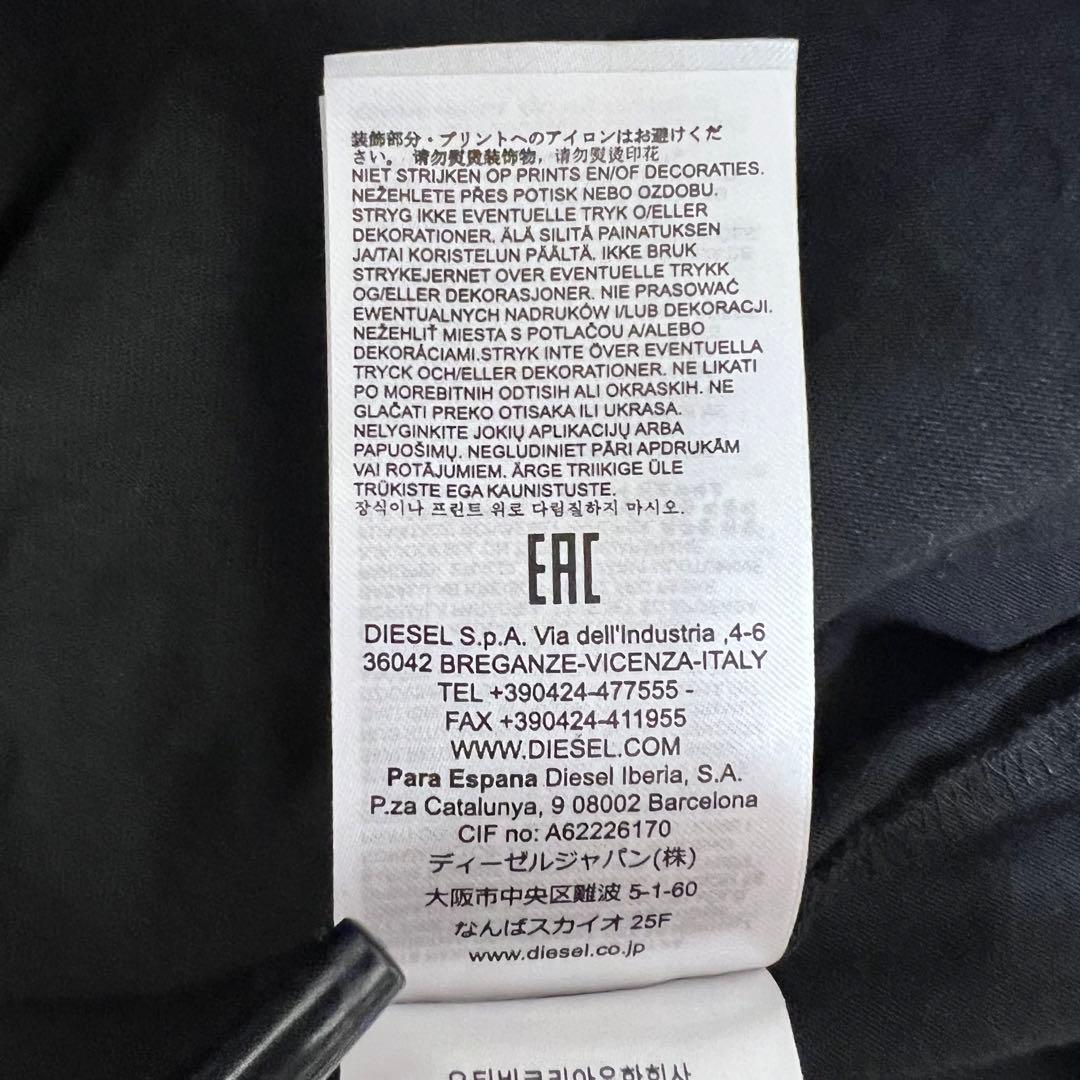 装飾部分・プリントへのアイロンはお避けくだ
さい。 请勿熨烫装饰物，请勿熨烫印花
NIET STRIJKEN OP PRINTS EN/OF DECORATIES.
NEŽEHLETE PŘES POTISK NEBO OZDOBU.
STRYG IKKE EVENTUELLE TRYK O/ELLER
DEKORATIONER. ÄLÄ SILITÄ PAINATUKSEN
JA/TAI KORISTELUN PÄÄLTÄ. IKKE BRUK
STRYKEJERNET OVER EVENTUELLE TRYKK
OG/ELLER DEKORASJONER. NIE PRASOWAĆ
EWENTUALNYCH NADRUKÓW I/LUB DEKORACJI.
NEŽEHLIŤ MIESTA S POTLAČOU A/ALEBO
DEKORÁCIAMI.STRYK INTE ÖVER EVENTUELLA
TRYCK OCH/ELLER DEKORATIONER. NE LIKATI
PO MOREBITNIH ODTISIH ALI OKRASKIH. NE
GLAČATI PREKO OTISAKA ILI UKRASA.
NELYGINKITE JOKIŲ APLIKACIJŲ ARBA
PAPUOŠIMŲ. NEGLUDINIET PĀRI APDRUKĀM
VAI ROTĀJUMIEM. ÄRGE TRIIKIGE ÜLE
TRÜKISTE EGA KAUNISTUSTE.
장식이나 프린트 위로 다림질하지 마시오.
EAC
DIESEL S.p.A. Via dell'Industria ,4-6
36042 BREGANZE-VICENZA-ITALY
TEL +390424-477555 -
FAX +390424-411955
WWW.DIESEL.COM
Para Espana Diesel Iberia, S.A.
P.za Catalunya, 9 08002 Barcelona
CIF no: A62226170
ディーゼルジャパン(株)
大阪市中央区難波 5-1-60
なんばスカイオ 25F
www.diesel.co.jp